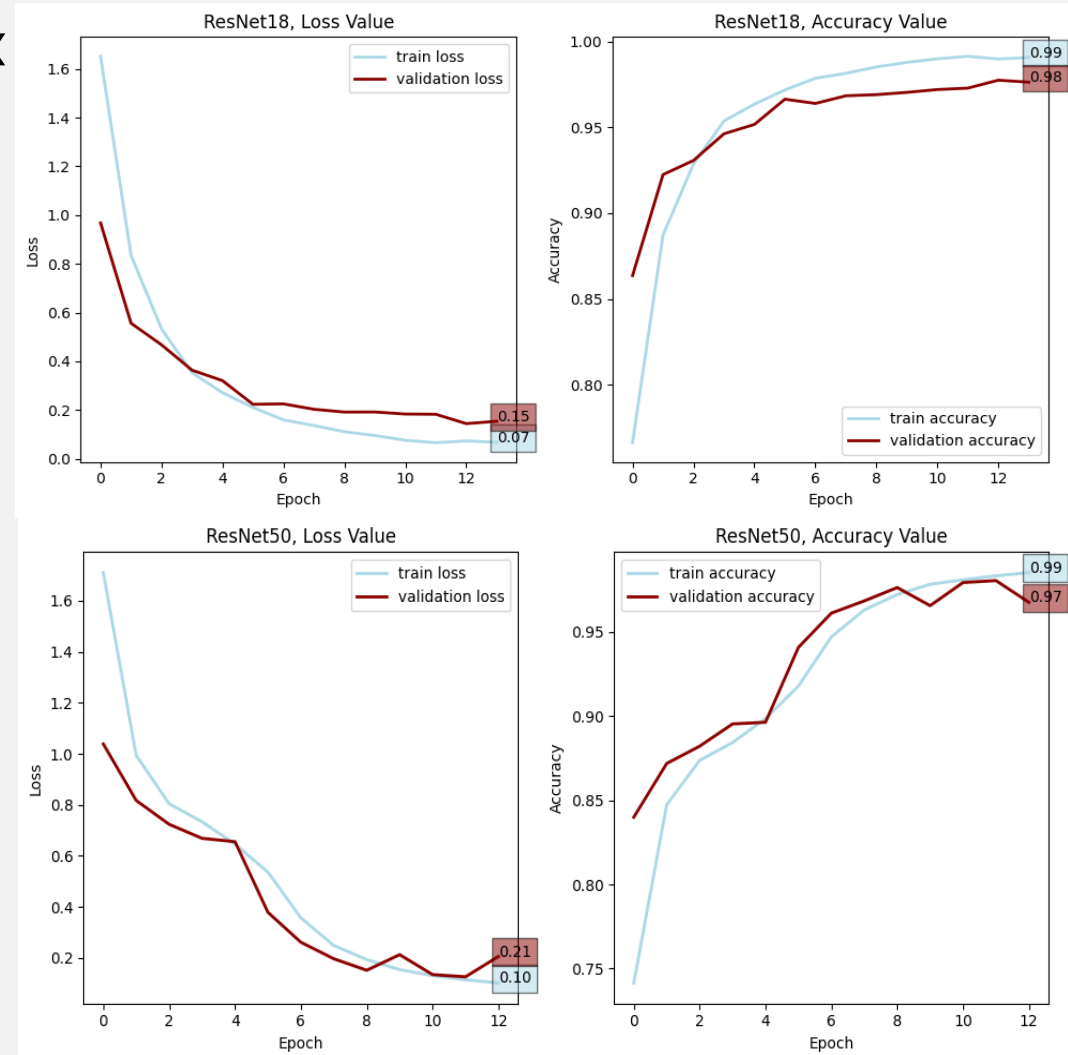 x
ResNet18, Loss Value
train loss
validation loss
Loss
1.6
1.4
1.2
1.0
0.8
0.6
0.4
0.2
0.0
0.15
0.07
0 2 4 6 8 10 12
Epoch
ResNet18, Accuracy Value
Accuracy
1.00
0.95
0.90
0.85
0.80
0.99
0.98
train accuracy
validation accuracy
0 2 4 6 8 10 12
Epoch
ResNet50, Loss Value
train loss
validation loss
Loss
1.6
1.4
1.2
1.0
0.8
0.6
0.4
0.2
0.21
0.10
0 2 4 6 8 10 12
Epoch
ResNet50, Accuracy Value
train accuracy
validation accuracy
Accuracy
0.95
0.90
0.85
0.80
0.75
0.99
0.97
0 2 4 6 8 10 12
Epoch